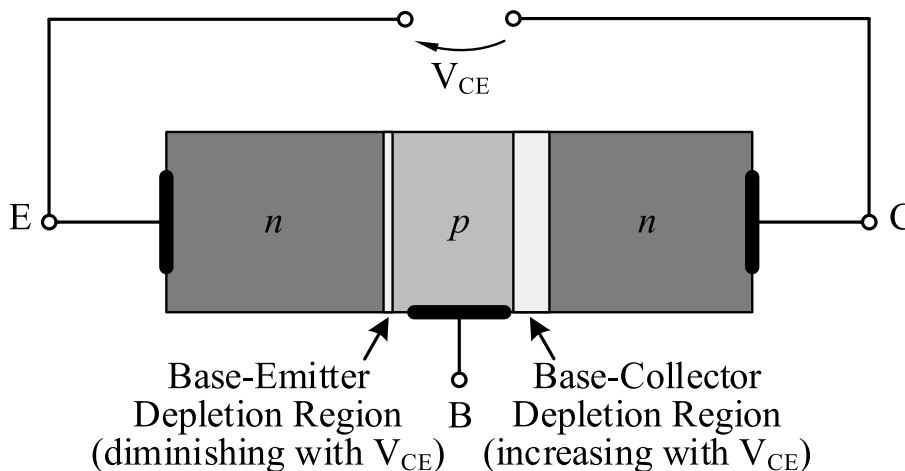 V_CE
E
n
p
n
C
Base-Emitter
Depletion Region
(diminishing with V_CE)
B
Base-Collector
Depletion Region
(increasing with V_CE)